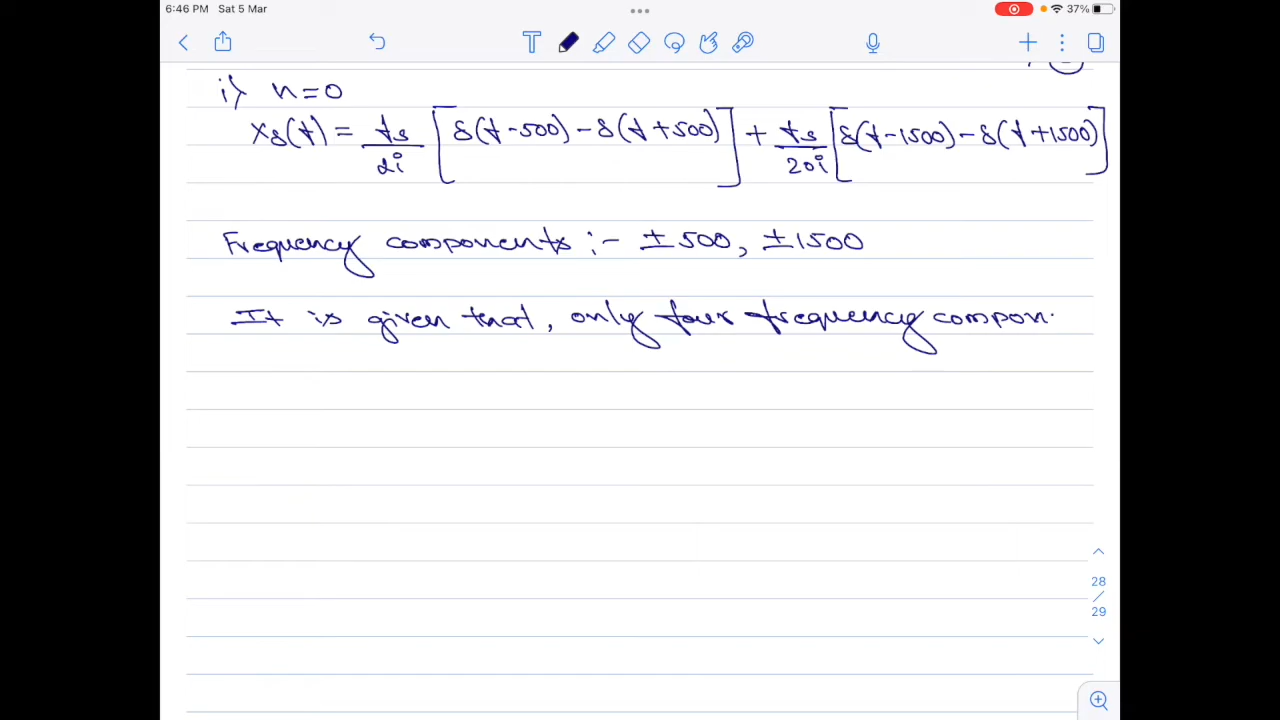 6:46 PM Sat 5 Mar
37%
T
i) n=0
Xδ(f) = fs/2i [δ(f-500) - δ(f+500)] + fs/20i [δ(f-1500) - δ(f+1500)]
Frequency components :- ±500, ±1500
It is given that, only four frequency compon.
28
/
29